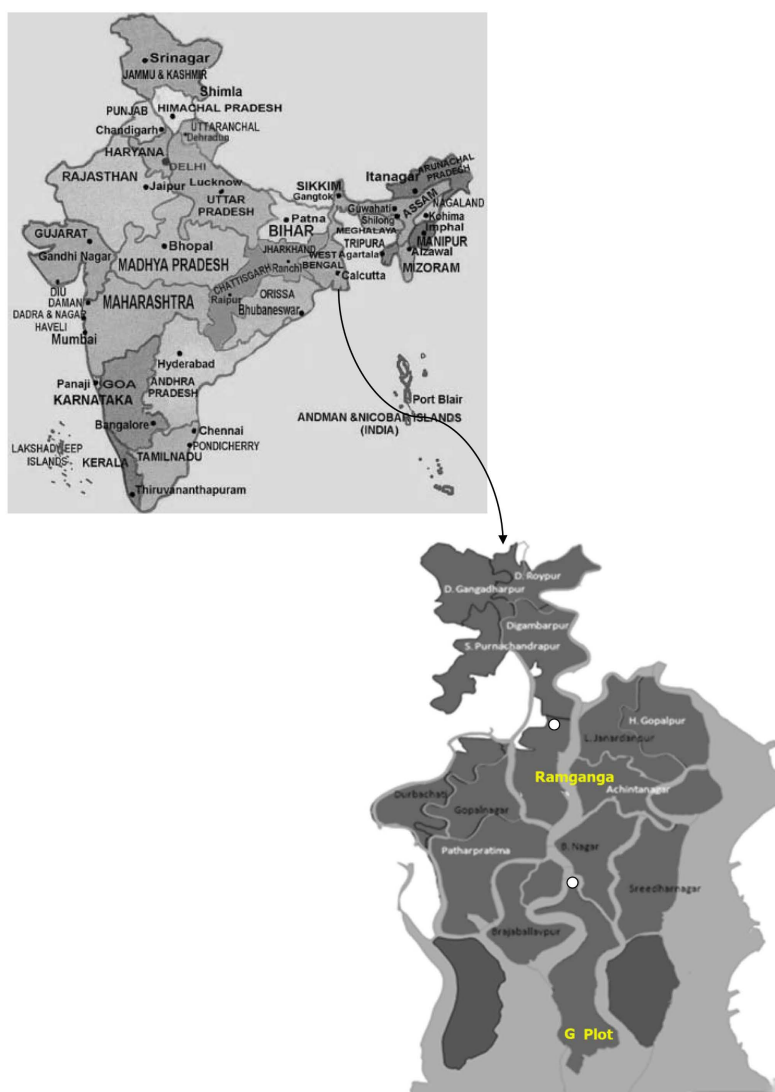 Srinagar
JAMMU & KASHMIR
Shimla
PUNJAB
HIMACHAL PRADESH
Chandigarh
UTTARANCHAL
Dehradun
HARYANA
DELHI
RAJASTHAN
Jaipur
Lucknow
UTTAR
PRADESH
SIKKIM
Gangtok
Itanagar
ARUNACHAL
PRADESH
ASSAM
NAGALAND
Guwahati
Shilong
Kohima
MEGHALAYA
Imphal
MANIPUR
Patna
BIHAR
TRIPURA
Agartala
Aizawal
MIZORAM
GUJARAT
Gandhi Nagar
Bhopal
MADHYA PRADESH
JHARKHAND
Ranchi
WEST
BENGAL
Calcutta
CHATTISGARH
Raipur
ORISSA
Bhubaneswar
DIU
DAMAN
DADRA & NAGAR
HAVELI
MAHARASHTRA
Mumbai
Hyderabad
Panaji
GOA
ANDHRA
PRADESH
KARNATAKA
Port Blair
ANDMAN &NICOBAR ISLANDS
(INDIA)
Bangalore
Chennai
PONDICHERRY
LAKSHADWEEP
ISLANDS
KERALA
TAMILNADU
Thiruvananthapuram
D. Roypur
D. Gangadharpur
Digambarpur
S. Purnachandrapur
H. Gopalpur
L. Janardanpur
Ramganga
Achintanagar
Durbachati
Gopalnagar
Patharpratima
B. Nagar
Sreedharnagar
Brajaballavpur
G Plot